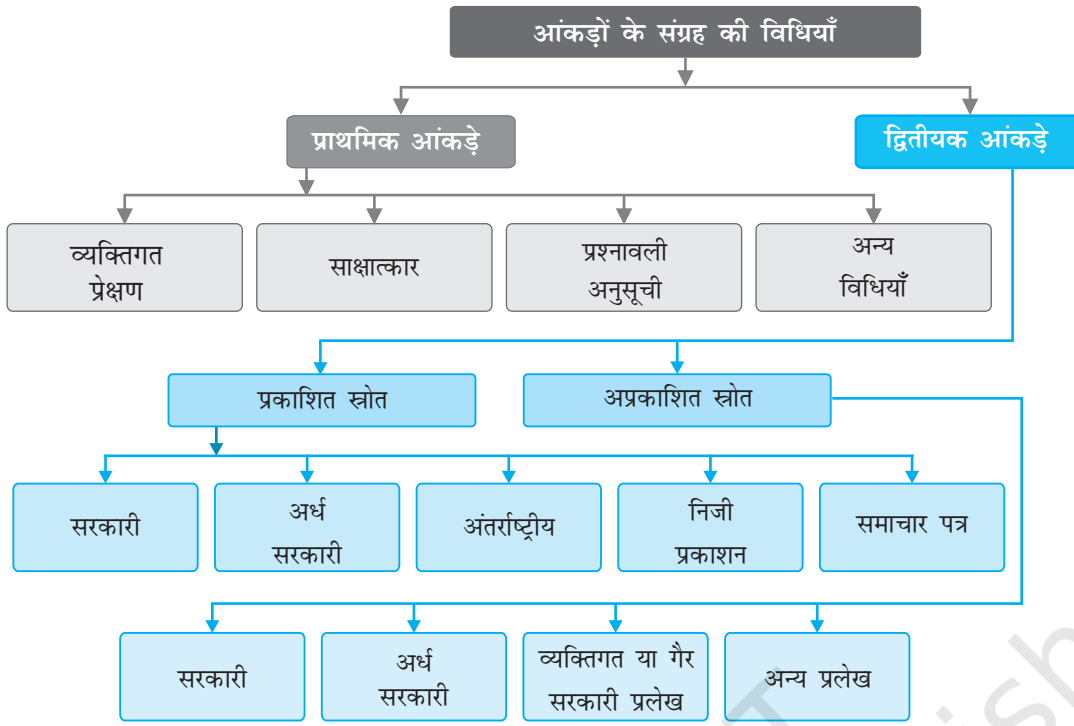 आंकड़ों के संग्रह की विधियाँ
प्राथमिक आंकड़े
द्वितीयक आंकड़े
व्यक्तिगत
प्रेक्षण
साक्षात्कार
प्रश्नावली
अनुसूची
अन्य
विधियाँ
प्रकाशित स्रोत
अप्रकाशित स्रोत
सरकारी
अर्ध
सरकारी
अंतर्राष्ट्रीय
निजी
प्रकाशन
समाचार पत्र
सरकारी
अर्ध
सरकारी
व्यक्तिगत या गैर
सरकारी प्रलेख
अन्य प्रलेख